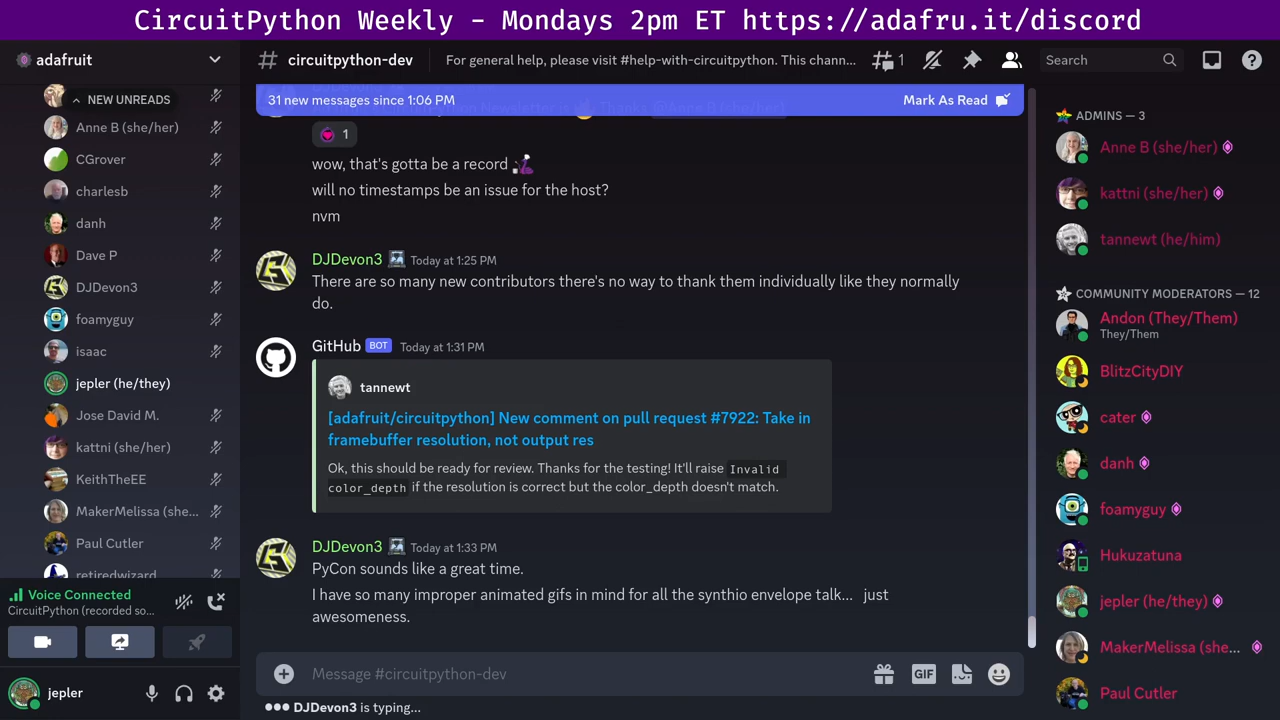 CircuitPython Weekly - Mondays 2pm ET https://adafru.it/discord
adafruit
NEW UNREADS
Anne B (she/her)
CGrover
charlesb
danh
Dave P
DJDevon3
foamyguy
isaac
jepler (he/they)
Jose David M.
kattni (she/her)
KeithTheEE
MakerMelissa (she...
Paul Cutler
retiredwizard
Voice Connected
CircuitPython (recorded so...
jepler
circuitpython-dev
For general help, please visit #help-with-circuitpython. This chann...
1
Search
31 new messages since 1:06 PM
Mark As Read
1
wow, that's gotta be a record
will no timestamps be an issue for the host?
nvm
DJDevon3 Today at 1:25 PM
There are so many new contributors there's no way to thank them individually like they normally
do.
GitHub BOT Today at 1:31 PM
tannewt
[adafruit/circuitpython] New comment on pull request #7922: Take in
framebuffer resolution, not output res
Ok, this should be ready for review. Thanks for the testing! It'll raise Invalid
color_depth if the resolution is correct but the color_depth doesn't match.
DJDevon3 Today at 1:33 PM
PyCon sounds like a great time.
I have so many improper animated gifs in mind for all the synthio envelope talk... just
awesomeness.
Message #circuitpython-dev
GIF
DJDevon3 is typing...
ADMINS — 3
Anne B (she/her)
kattni (she/her)
tannewt (he/him)
COMMUNITY MODERATORS — 12
Andon (They/Them)
They/Them
BlitzCityDIY
cater
danh
foamyguy
Hukuzatuna
jepler (he/they)
MakerMelissa (she...
Paul Cutler